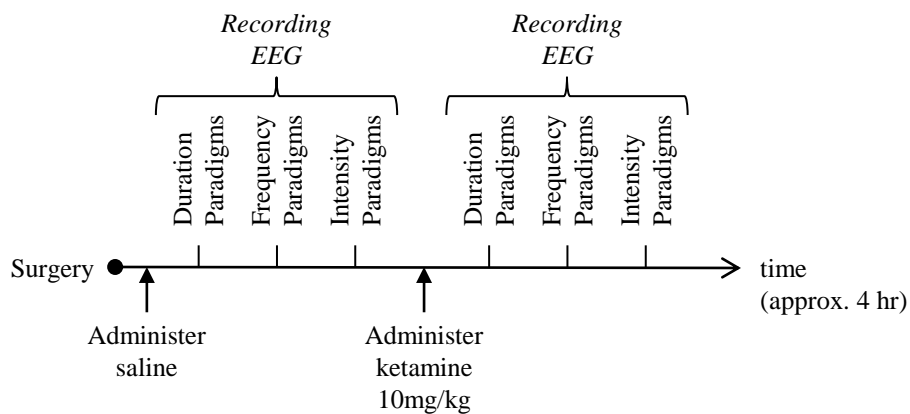 Recording
EEG
Recording
EEG
Duration
Paradigms
Frequency
Paradigms
Intensity
Paradigms
Duration
Paradigms
Frequency
Paradigms
Intensity
Paradigms
Surgery
time
(approx. 4 hr)
Administer
saline
Administer
ketamine
10mg/kg